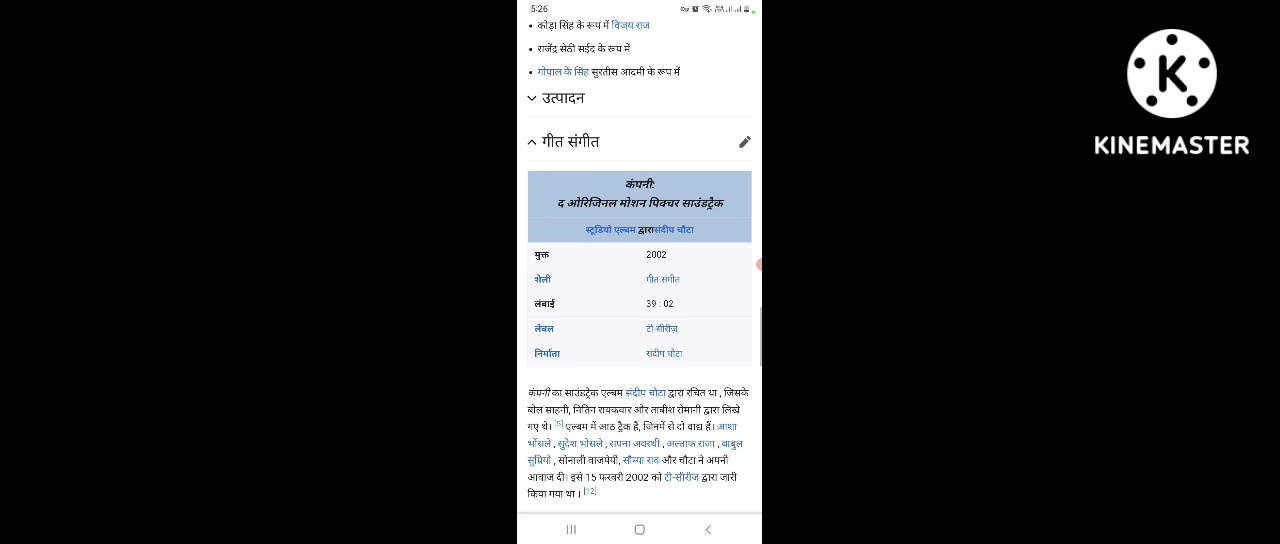 5:26
कोड़ा सिंह के रूप में विजय राज
राजेंद्र सेठी सईद के रूप में
गोपाल के सिंह सुरतीस आदमी के रूप में
उत्पादन
गीत संगीत
कंपनी:
द ओरिजिनल मोशन पिक्चर साउंडट्रैक
स्टूडियो एल्बम द्वारासंदीप चौटा
मुक्त 2002
शैली गीत संगीत
लंबाई 39 : 02
लेबल टी-सीरीज़
निर्माता संदीप चौटा
कंपनी का साउंडट्रैक एल्बम संदीप चौटा द्वारा रचित था , जिसके
बोल साहनी, नितिन रायकवार और ताबीश रोमानी द्वारा लिखे
गए थे। [5] एल्बम में आठ ट्रैक हैं, जिनमें से दो वाद्य हैं। आशा
भोंसले , सुदेश भोसले , सपना अवस्थी , अल्ताफ राजा , बाबुल
सुप्रियो , सोनाली वाजपेयी, सौम्या राव और चौटा ने अपनी
आवाज दी। इसे 15 फरवरी 2002 को टी-सीरीज द्वारा जारी
किया गया था । [12]
KINEMASTER